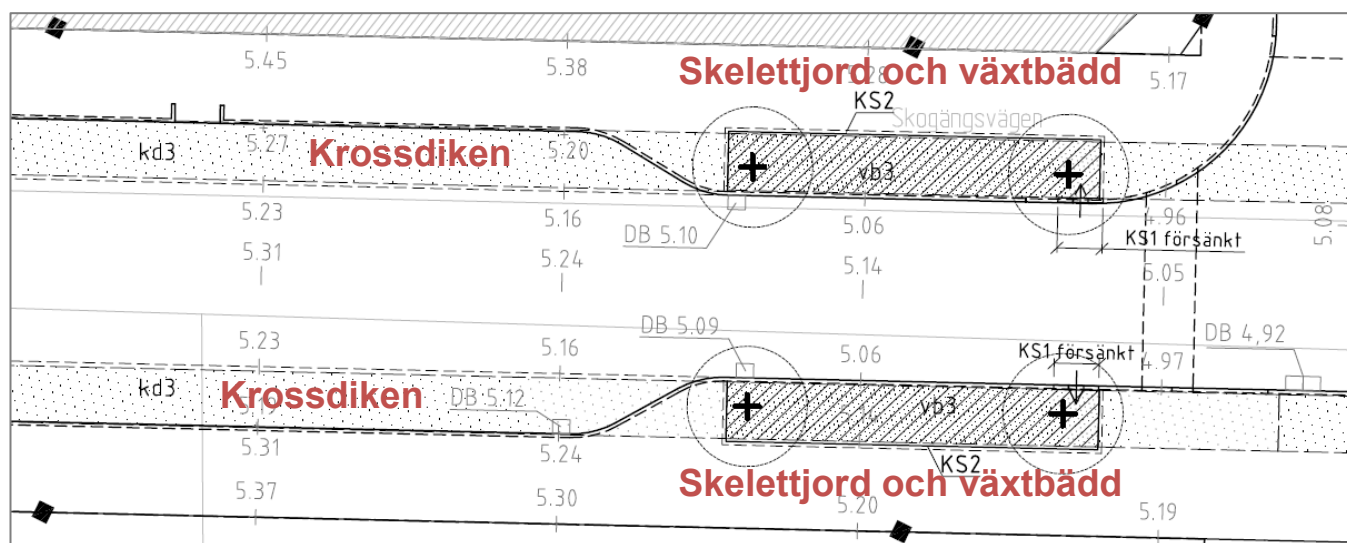 5.45
5.38
5.28
5.17
Skelettjord och växtbädd
KS2
Skogängsvägen
kd3
5.27
Krossdiken
5.20
vb3
5.23
5.16
5.06
4.96
5.08
DB 5.10
KS1 försänkt
5.31
5.24
5.14
5.05
5.23
5.16
DB 5.09
5.06
KS1 försänkt
4.97
DB 4,92
kd3
Krossdiken
DB 5.12
vb3
5.31
5.24
KS2
Skelettjord och växtbädd
5.37
5.30
5.20
5.19